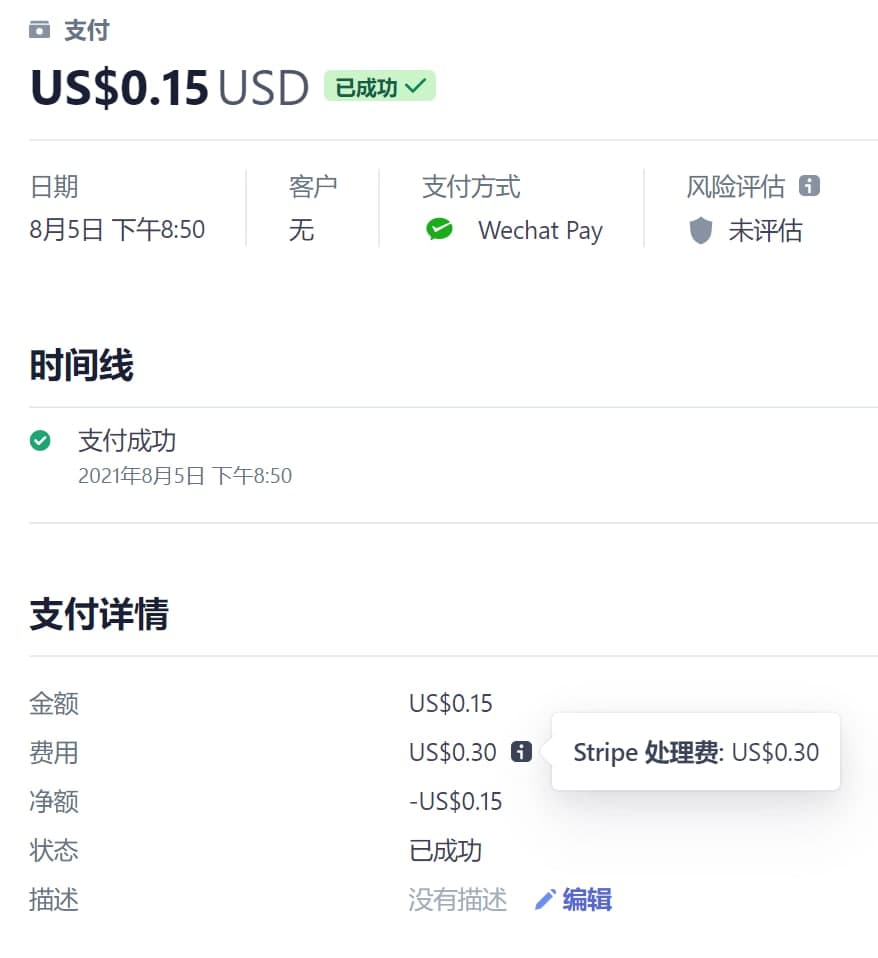 支付
US$0.15 USD 已成功
日期 客户 支付方式 风险评估
8月5日 下午8:50 无 Wechat Pay 未评估
时间线
支付成功
2021年8月5日 下午8:50
支付详情
金额 US$0.15
费用 US$0.30 Stripe 处理费: US$0.30
净额 -US$0.15
状态 已成功
描述 没有描述 编辑